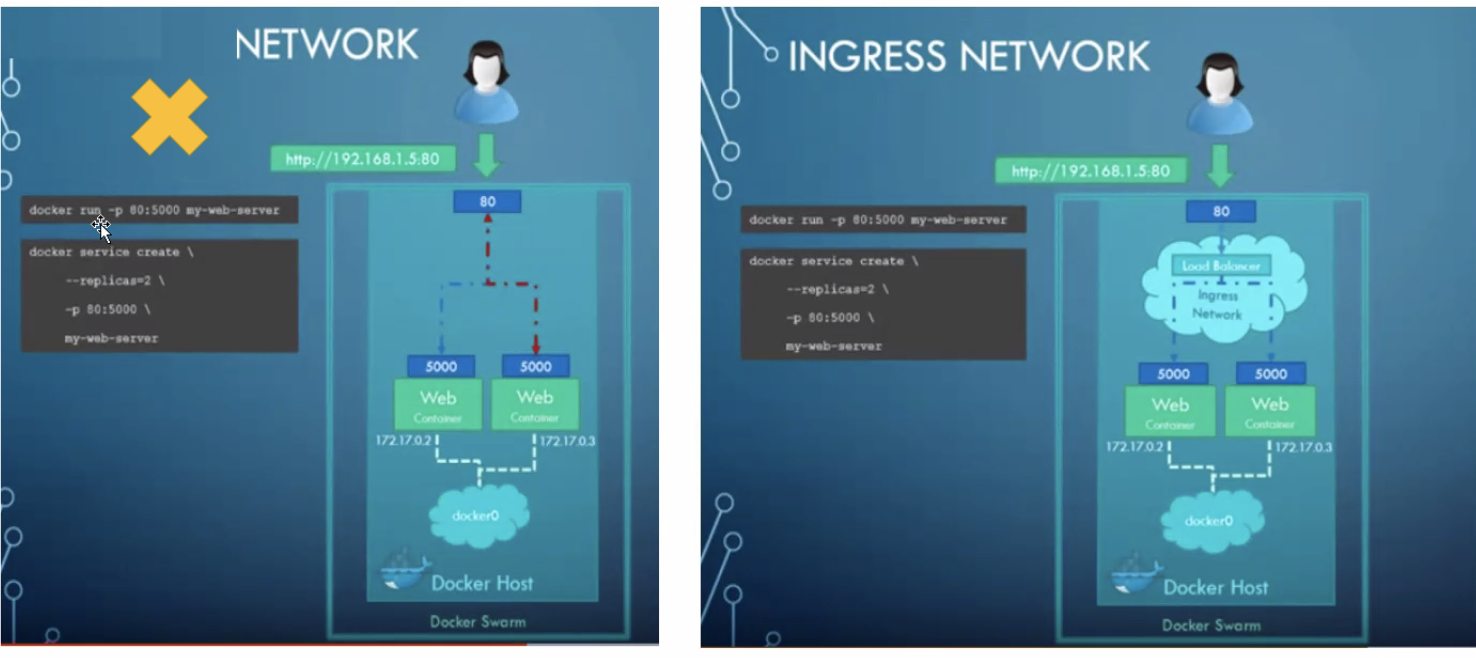 NETWORK
http://192.168.1.5:80
80
docker run -p 80:5000 my-web-server
docker service create \
--replicas=2 \
-p 80:5000 \
my-web-server
5000 5000
Web Web
Container Container
172.17.0.2 172.17.0.3
docker0
Docker Host
Docker Swarm
INGRESS NETWORK
http://192.168.1.5:80
80
docker run -p 80:5000 my-web-server
docker service create \
--replicas=2 \
-p 80:5000 \
my-web-server
Load Balancer
Ingress
Network
5000 5000
Web Web
Container Container
172.17.0.2 172.17.0.3
docker0
Docker Host
Docker Swarm